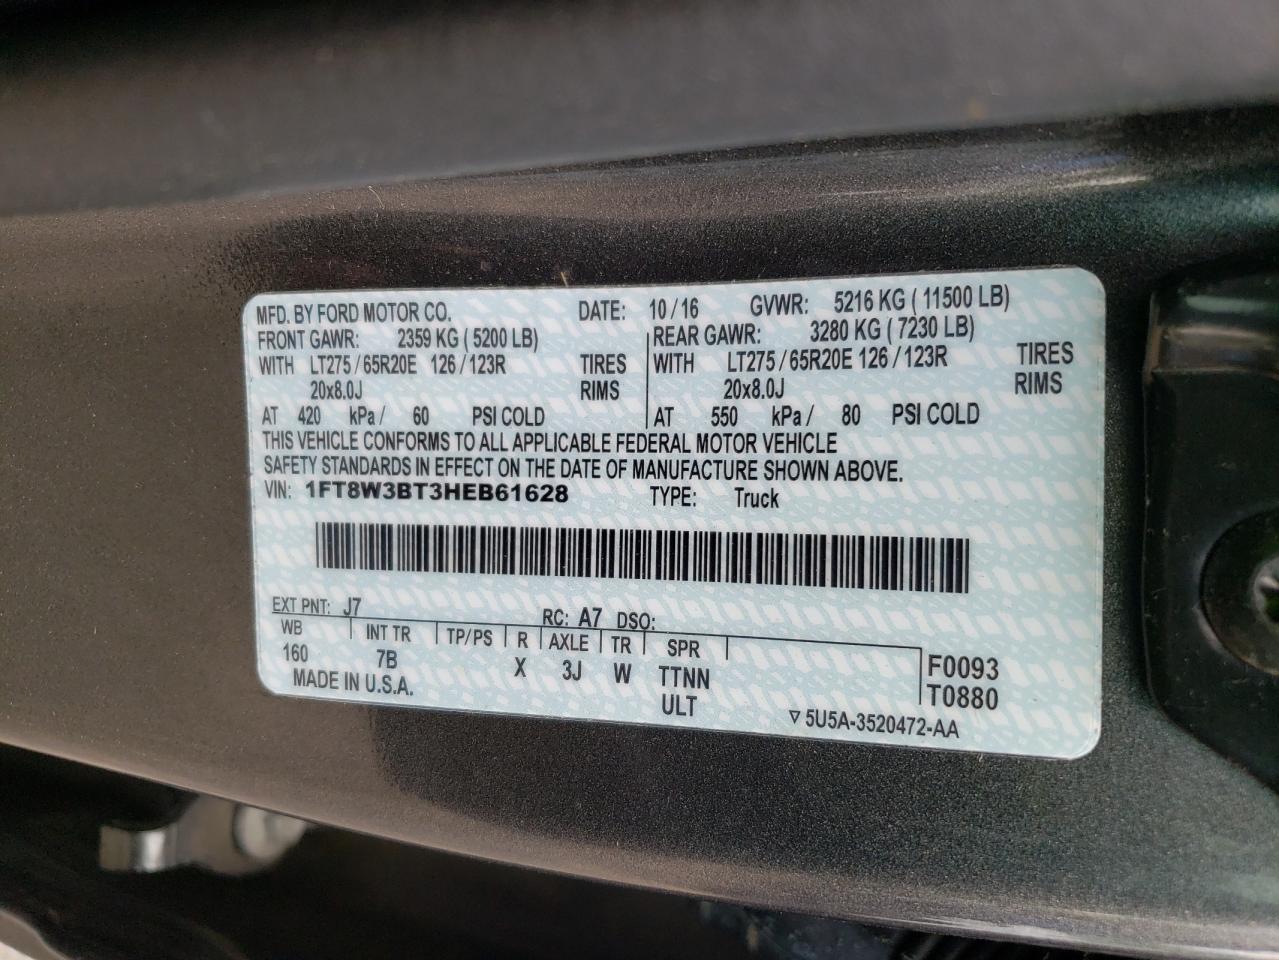 MFD. BY FORD MOTOR CO. DATE: 10/16 GVWR: 5216 KG (11500 LB)
FRONT GAWR: 2359 KG (5200 LB) REAR GAWR: 3280 KG (7230 LB)
WITH LT275/65R20E 126/123R TIRES WITH LT275/65R20E 126/123R TIRES
20x8.0J RIMS 20x8.0J RIMS
AT 420 kPa/ 60 PSI COLD AT 550 kPa/ 80 PSI COLD
THIS VEHICLE CONFORMS TO ALL APPLICABLE FEDERAL MOTOR VEHICLE
SAFETY STANDARDS IN EFFECT ON THE DATE OF MANUFACTURE SHOWN ABOVE.
VIN: 1FT8W3BT3HEB61628 TYPE: Truck
EXT PNT: J7 RC: A7 DSO:
WB INT TR TP/PS R AXLE TR SPR
160 7B X 3J W TTNN F0093
MADE IN U.S.A. ULT T0880
▽ 5U5A-3520472-AA